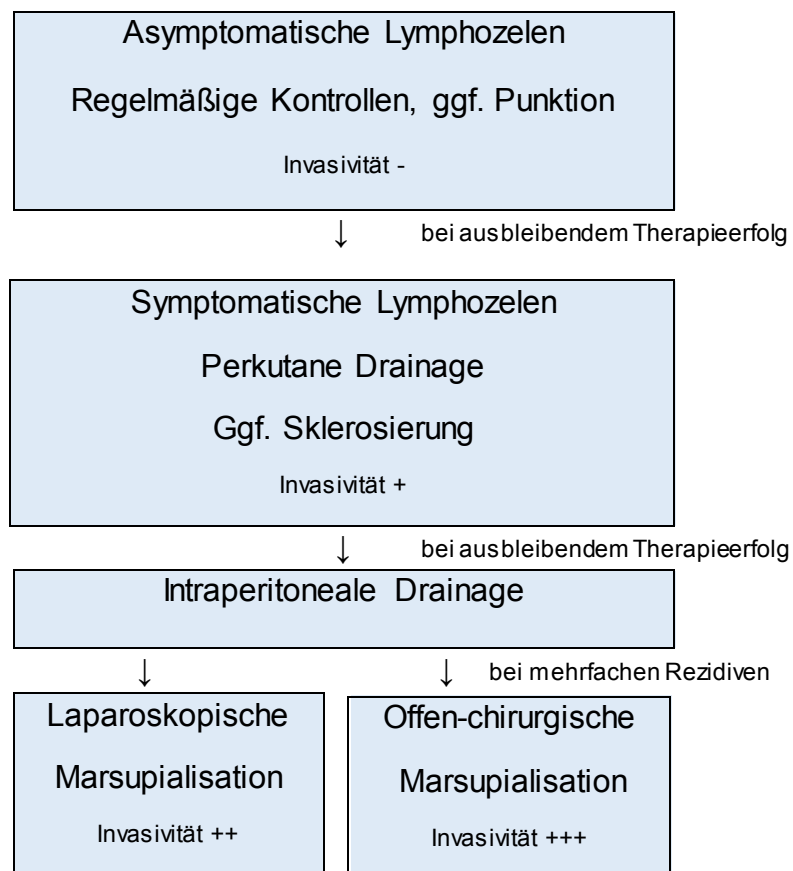 Asymptomatische Lymphozelen
Regelmäßige Kontrollen, ggf. Punktion
Invasivität -
↓ bei ausbleibendem Therapieerfolg
Symptomatische Lymphozelen
Perkutane Drainage
Ggf. Sklerosierung
Invasivität +
↓ bei ausbleibendem Therapieerfolg
Intraperitoneale Drainage
↓ ↓ bei mehrfachen Rezidiven
Laparoskopische
Marsupialisation
Invasivität ++
Offen-chirurgische
Marsupialisation
Invasivität +++